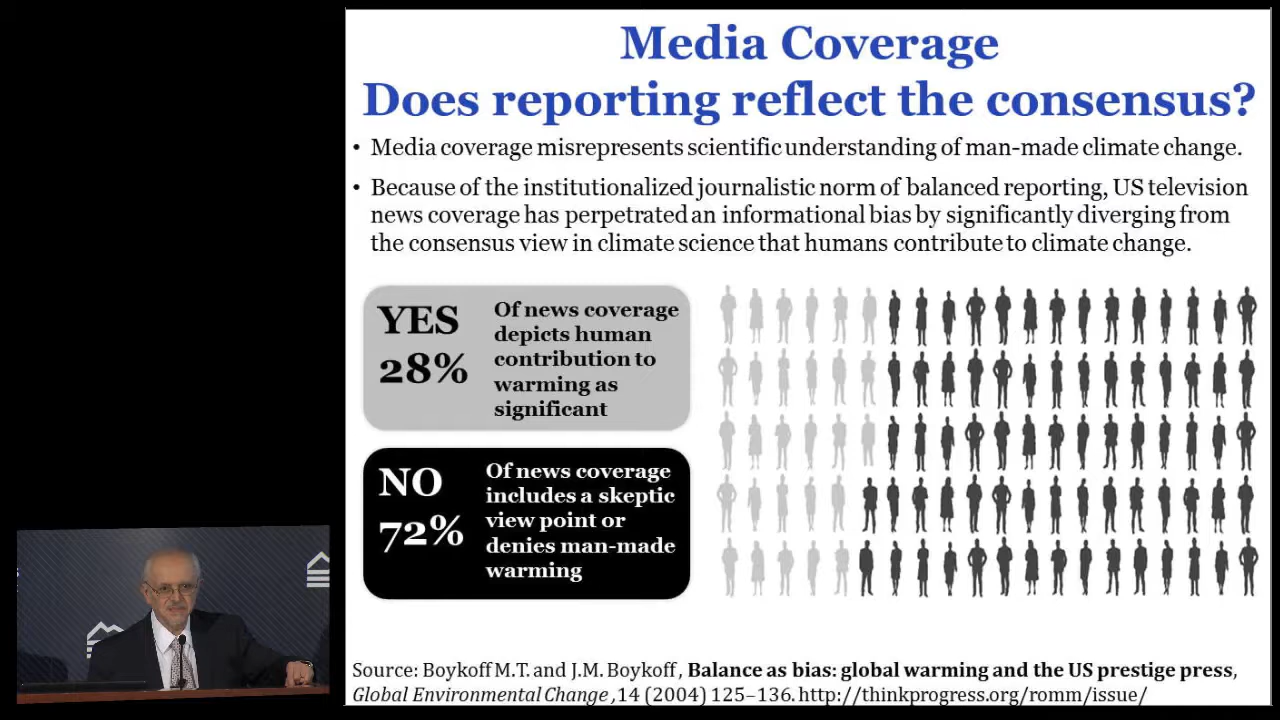 Media Coverage
Does reporting reflect the consensus?
• Media coverage misrepresents scientific understanding of man-made climate change.
• Because of the institutionalized journalistic norm of balanced reporting, US television
news coverage has perpetrated an informational bias by significantly diverging from
the consensus view in climate science that humans contribute to climate change.
YES
28%
Of news coverage
depicts human
contribution to
warming as
significant
NO
72%
Of news coverage
includes a skeptic
view point or
denies man-made
warming
Source: Boykoff M.T. and J.M. Boykoff, Balance as bias: global warming and the US prestige press,
Global Environmental Change, 14 (2004) 125–136. http://thinkprogress.org/romm/issue/